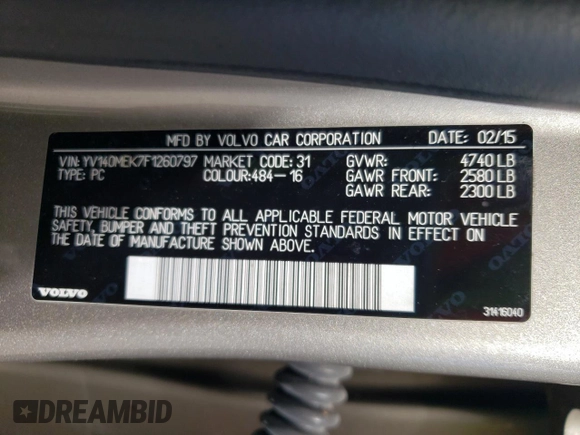 MFD BY VOLVO CAR CORPORATION DATE: 02/15
VIN: YV140MEK7F1260797 MARKET CODE: 31 GVWR: 4740 LB
TYPE: PC COLOUR:484-16 GAWR FRONT: 2580 LB
GAWR REAR: 2300 LB
THIS VEHICLE CONFORMS TO ALL APPLICABLE FEDERAL MOTOR VEHICLE
SAFETY, BUMPER AND THEFT PREVENTION STANDARDS IN EFFECT ON
THE DATE OF MANUFACTURE SHOWN ABOVE.
VOLVO
31416040
DREAMBID